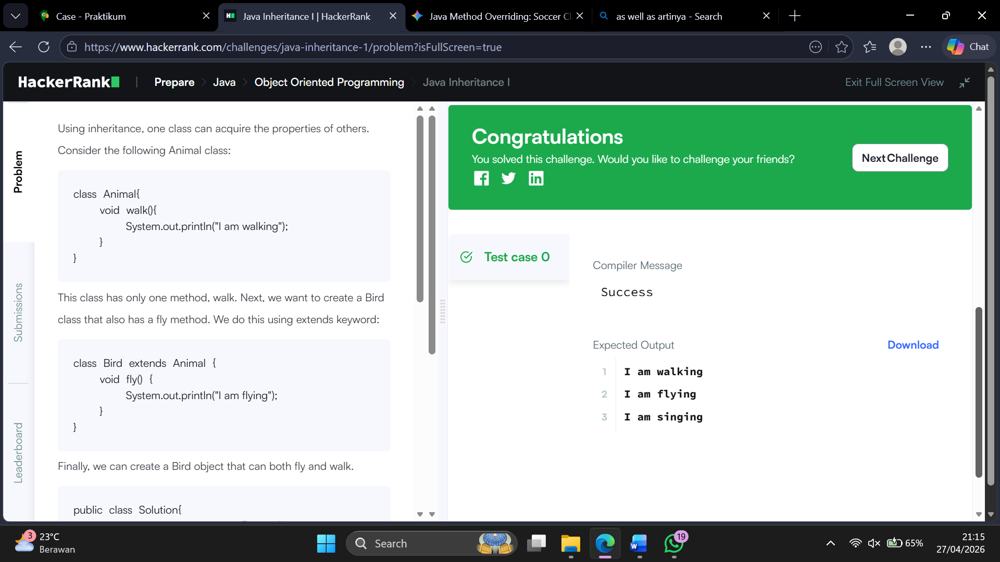 Case - Praktikum
Java Inheritance I | HackerRank
Java Method Overriding: Soccer Cl
as well as artinya - Search
https://www.hackerrank.com/challenges/java-inheritance-1/problem?isFullScreen=true
Chat
HackerRank
Prepare
Java
Object Oriented Programming
Java Inheritance I
Exit Full Screen View
Problem
Submissions
Leaderboard
Using inheritance, one class can acquire the properties of others.
Consider the following Animal class:
class Animal{
void walk(){
System.out.println("I am walking");
}
}
This class has only one method, walk. Next, we want to create a Bird
class that also has a fly method. We do this using extends keyword:
class Bird extends Animal {
void fly() {
System.out.println("I am flying");
}
}
Finally, we can create a Bird object that can both fly and walk.
public class Solution{
Congratulations
You solved this challenge. Would you like to challenge your friends?
Next Challenge
Test case 0
Compiler Message
Success
Expected Output
Download
1 I am walking
2 I am flying
3 I am singing
3
23°C
Berawan
Search
19
65%
21:15
27/04/2026